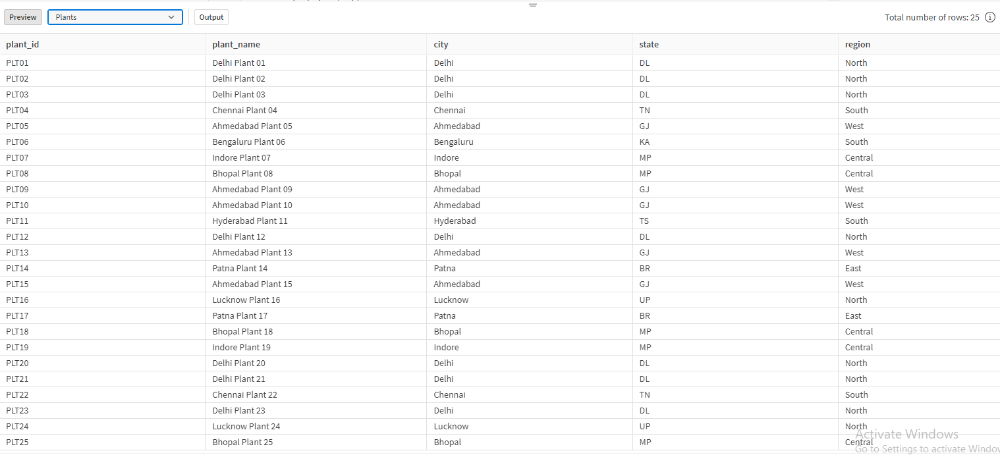 Preview Plants Output Total number of rows: 25
plant_id plant_name city state region
PLT01 Delhi Plant 01 Delhi DL North
PLT02 Delhi Plant 02 Delhi DL North
PLT03 Delhi Plant 03 Delhi DL North
PLT04 Chennai Plant 04 Chennai TN South
PLT05 Ahmedabad Plant 05 Ahmedabad GJ West
PLT06 Bengaluru Plant 06 Bengaluru KA South
PLT07 Indore Plant 07 Indore MP Central
PLT08 Bhopal Plant 08 Bhopal MP Central
PLT09 Ahmedabad Plant 09 Ahmedabad GJ West
PLT10 Ahmedabad Plant 10 Ahmedabad GJ West
PLT11 Hyderabad Plant 11 Hyderabad TS South
PLT12 Delhi Plant 12 Delhi DL North
PLT13 Ahmedabad Plant 13 Ahmedabad GJ West
PLT14 Patna Plant 14 Patna BR East
PLT15 Ahmedabad Plant 15 Ahmedabad GJ West
PLT16 Lucknow Plant 16 Lucknow UP North
PLT17 Patna Plant 17 Patna BR East
PLT18 Bhopal Plant 18 Bhopal MP Central
PLT19 Indore Plant 19 Indore MP Central
PLT20 Delhi Plant 20 Delhi DL North
PLT21 Delhi Plant 21 Delhi DL North
PLT22 Chennai Plant 22 Chennai TN South
PLT23 Delhi Plant 23 Delhi DL North
PLT24 Lucknow Plant 24 Lucknow UP North
PLT25 Bhopal Plant 25 Bhopal MP Central
Activate Windows
Go to Settings to activate Window